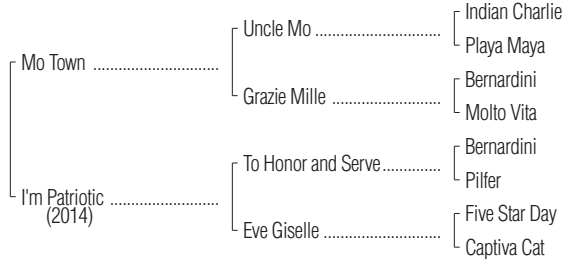 Indian Charlie
Uncle Mo
Playa Maya
Mo Town
Bernardini
Grazie Mille
Molto Vita
Bernardini
To Honor and Serve
Pilfer
I'm Patriotic
(2014)
Five Star Day
Eve Giselle
Captiva Cat